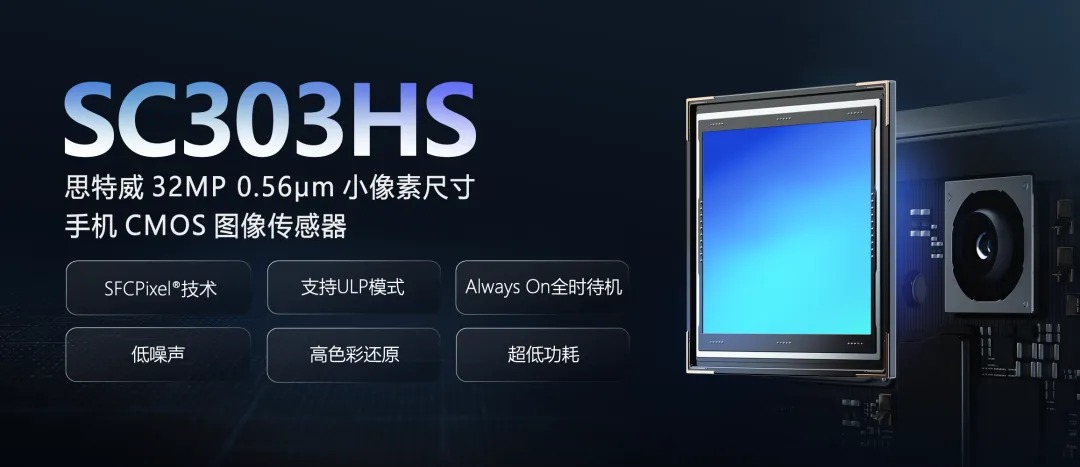 SC303HS
思特威 32MP 0.56μm 小像素尺寸
手机 CMOS 图像传感器
SFCPixel®技术
支持ULP模式
Always On全时待机
低噪声
高色彩还原
超低功耗